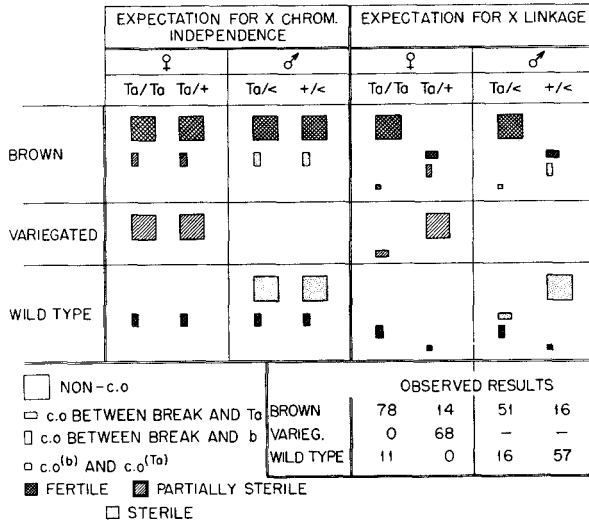 EXPECTATION FOR X CHROM. INDEPENDENCE
EXPECTATION FOR X LINKAGE
♀ ♂ ♀ ♂
Ta/Ta Ta/+ Ta/< +/< Ta/Ta Ta/+ Ta/< +/<
BROWN
VARIEGATED
WILD TYPE
NON-c.o
c.o BETWEEN BREAK AND Ta
c.o BETWEEN BREAK AND b
c.o(b) AND c.o(Ta)
FERTILE PARTIALLY STERILE
STERILE
OBSERVED RESULTS
BROWN 78 14 51 16
VARIEG. 0 68 – –
WILD TYPE 11 0 16 57